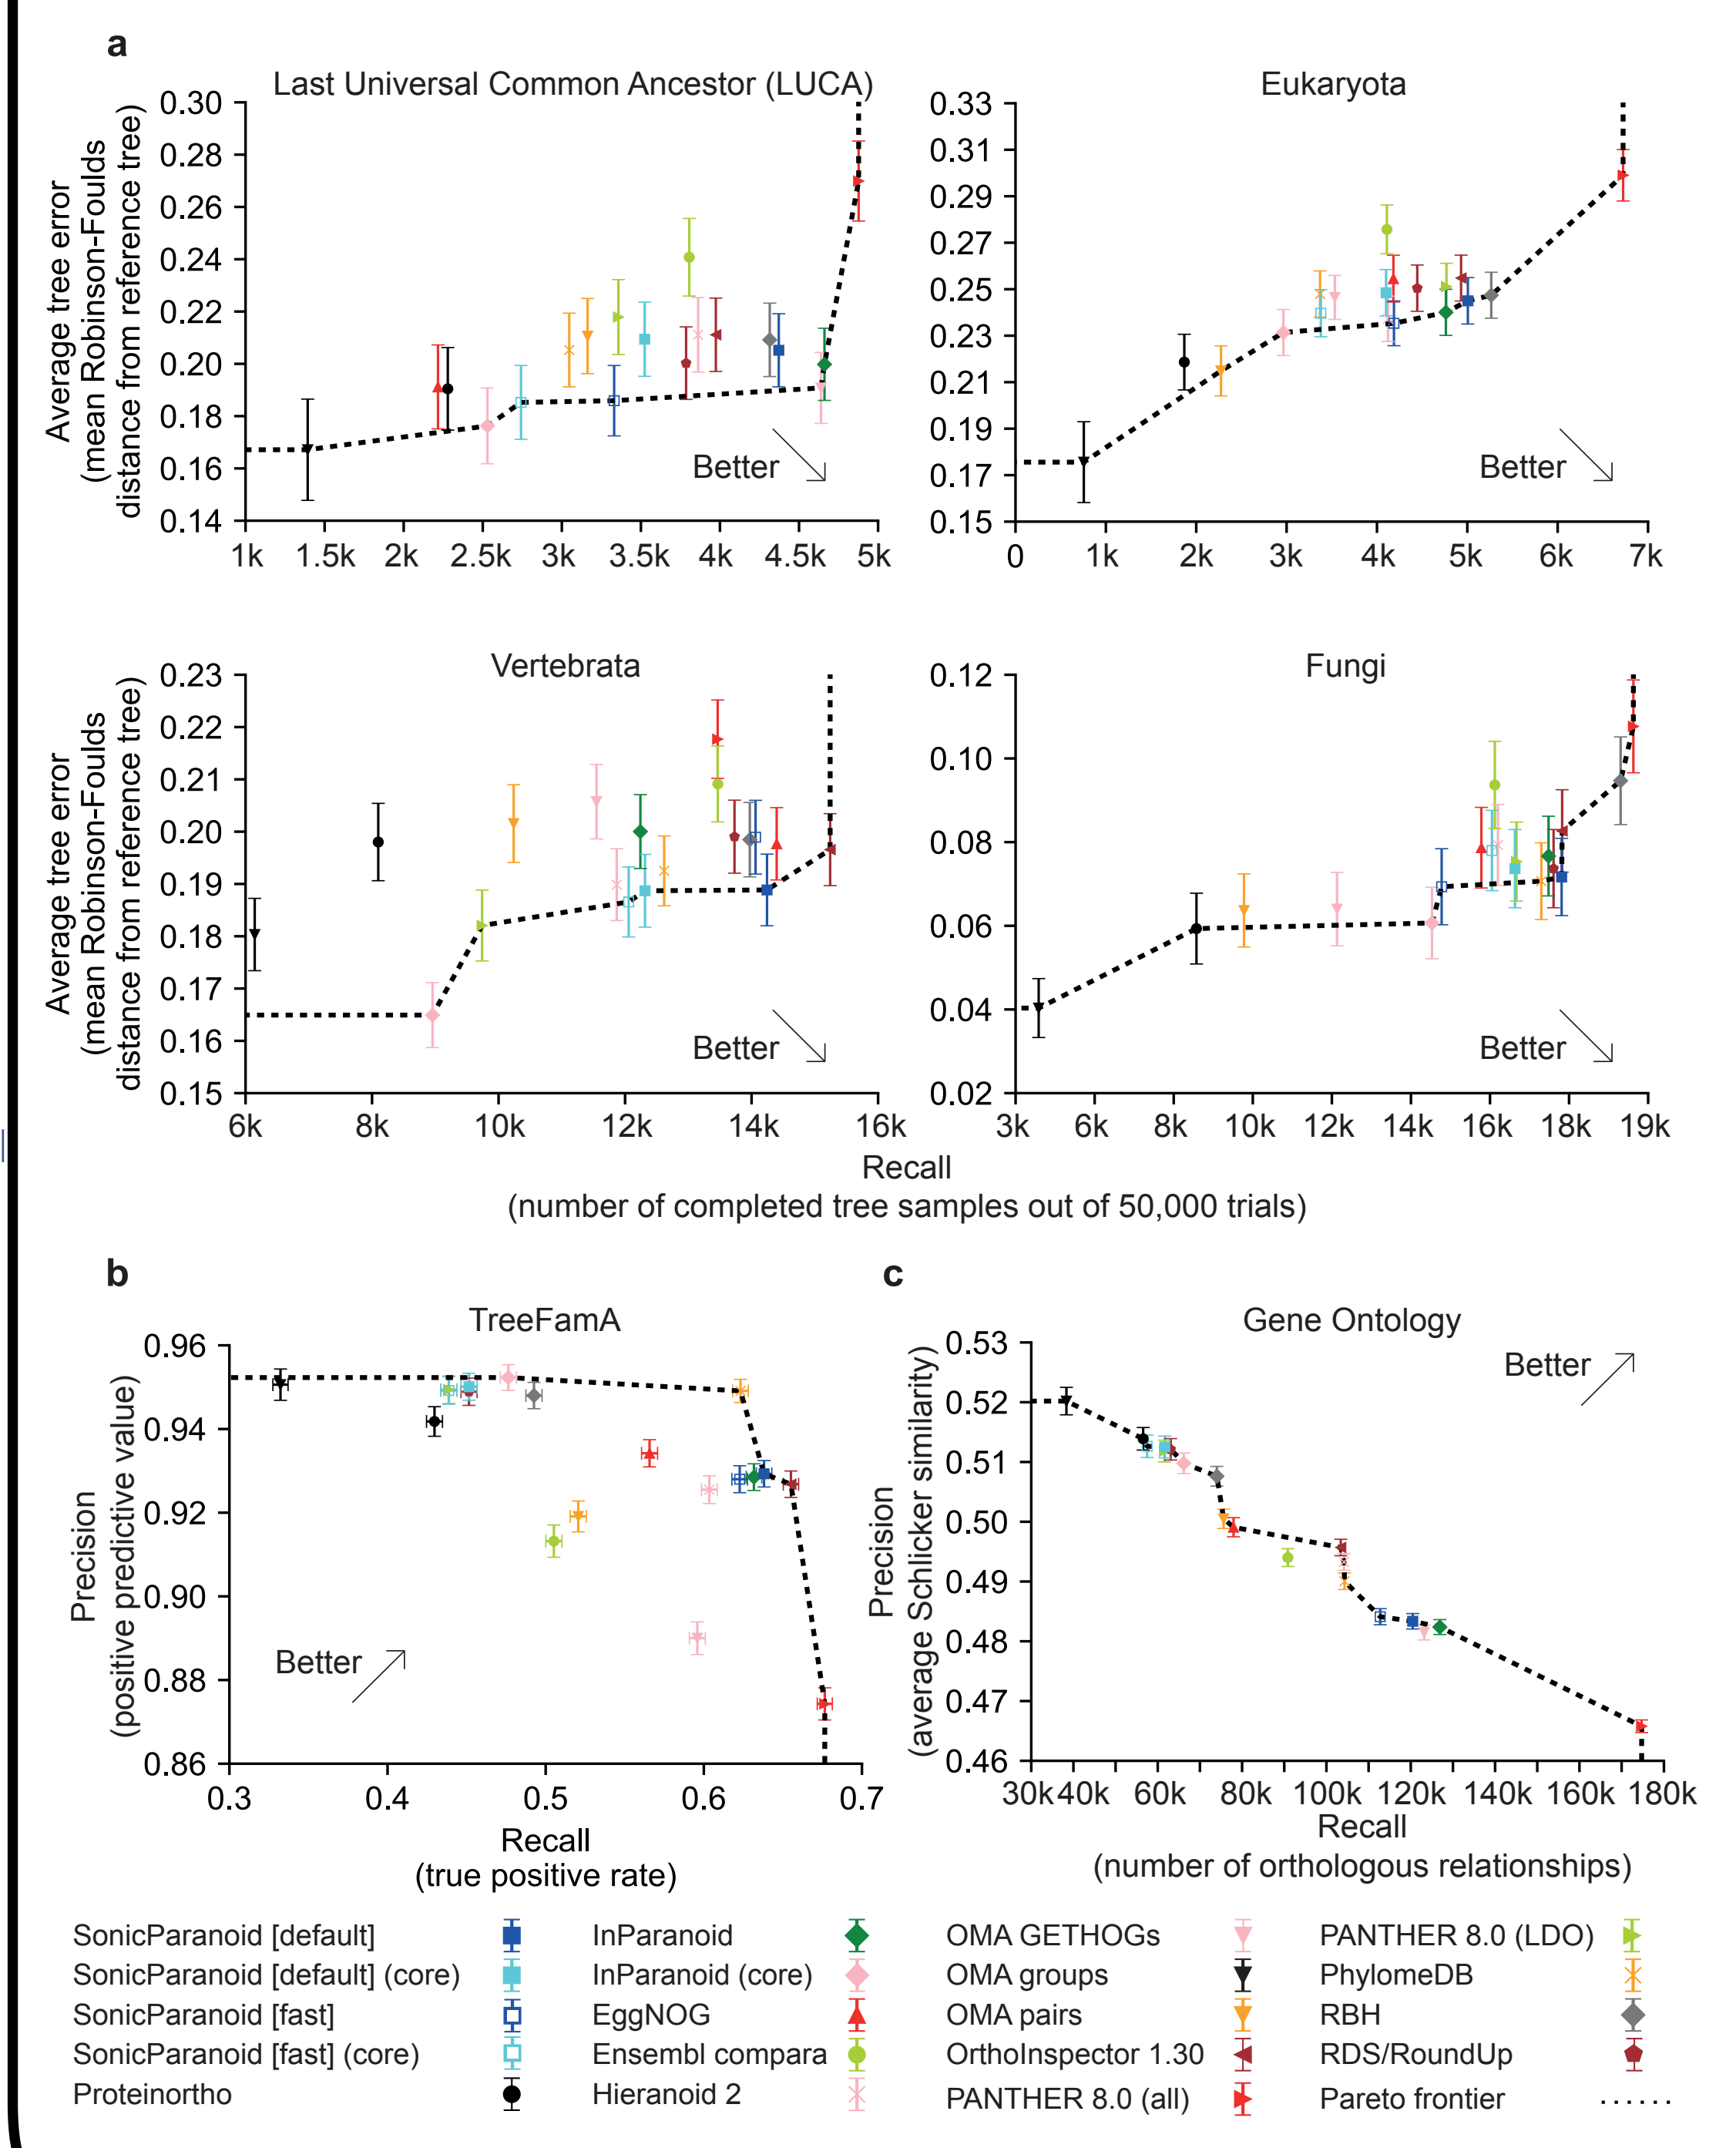 a
Last Universal Common Ancestor (LUCA)
Average tree error
(mean Robinson-Foulds
distance from reference tree)
0.30
0.28
0.26
0.24
0.22
0.20
0.18
0.16
0.14
1k 1.5k 2k 2.5k 3k 3.5k 4k 4.5k 5k
Better
Eukaryota
0.33
0.31
0.29
0.27
0.25
0.23
0.21
0.19
0.17
0.15
0 1k 2k 3k 4k 5k 6k 7k
Better
Vertebrata
Average tree error
(mean Robinson-Foulds
distance from reference tree)
0.23
0.22
0.21
0.20
0.19
0.18
0.17
0.16
0.15
6k 8k 10k 12k 14k 16k
Better
Fungi
0.12
0.10
0.08
0.06
0.04
0.02
3k 6k 8k 10k 12k 14k 16k 18k 19k
Better
Recall
(number of completed tree samples out of 50,000 trials)
b
TreeFamA
Precision
(positive predictive value)
0.96
0.94
0.92
0.90
0.88
0.86
0.3 0.4 0.5 0.6 0.7
Better
Recall
(true positive rate)
c
Gene Ontology
Precision
(average Schlicker similarity)
0.53
0.52
0.51
0.50
0.49
0.48
0.47
0.46
30k 40k 60k 80k 100k 120k 140k 160k 180k
Better
Recall
(number of orthologous relationships)
SonicParanoid [default]
SonicParanoid [default] (core)
SonicParanoid [fast]
SonicParanoid [fast] (core)
Proteinortho
InParanoid
InParanoid (core)
EggNOG
Ensembl compara
Hieranoid 2
OMA GETHOGs
OMA groups
OMA pairs
OrthoInspector 1.30
PANTHER 8.0 (all)
PANTHER 8.0 (LDO)
PhylomeDB
RBH
RDS/RoundUp
Pareto frontier